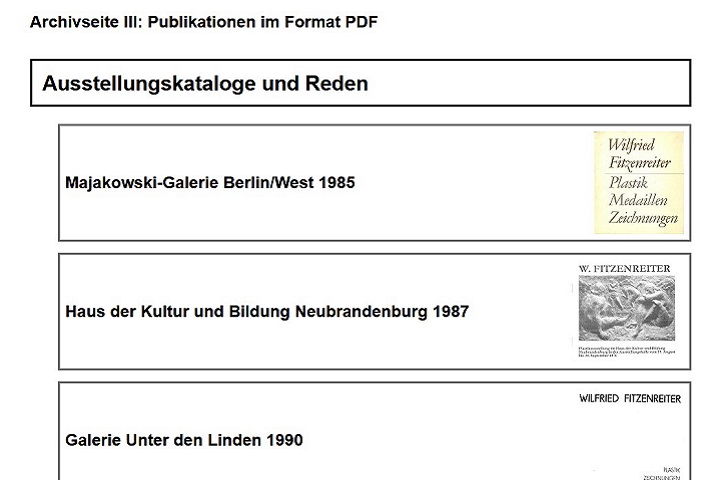 Archivseite III: Publikationen im Format PDF
Ausstellungskataloge und Reden
Majakowski-Galerie Berlin/West 1985
Wilfried
Fitzenreiter
Plastik
Medaillen
Zeichnungen
Haus der Kultur und Bildung Neubrandenburg 1987
W. FITZENREITER
Galerie Unter den Linden 1990
WILFRIED FITZENREITER
PLASTIK
ZEICHNUNGEN